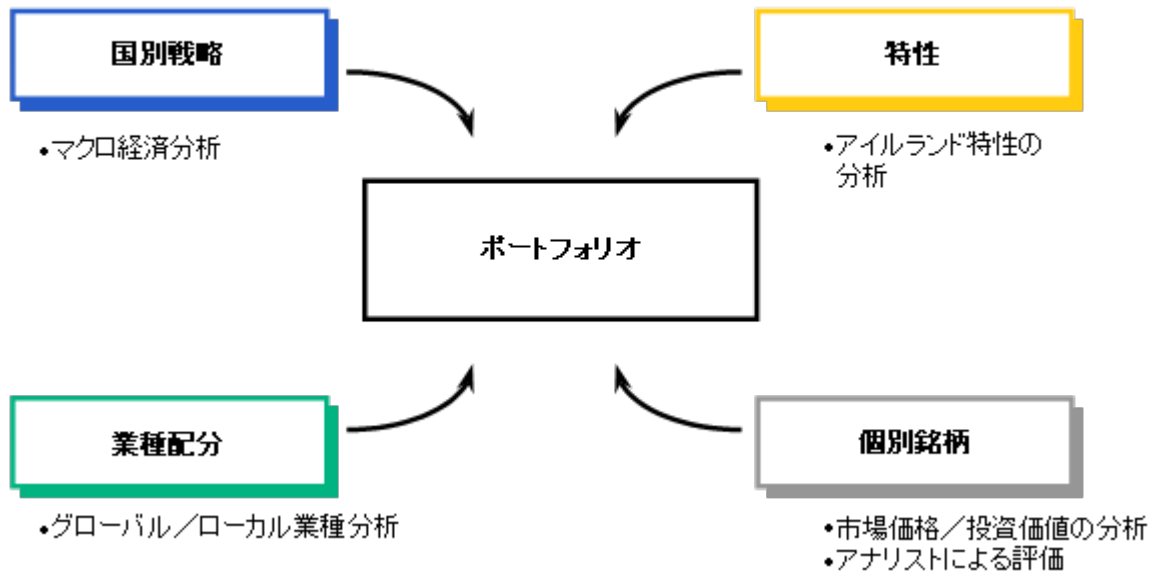 国別戦略
•マクロ経済分析
特性
•アイルランド特性の
分析
ポートフォリオ
業種配分
•グローバル／ローカル業種分析
個別銘柄
•市場価格／投資価値の分析
•アナリストによる評価